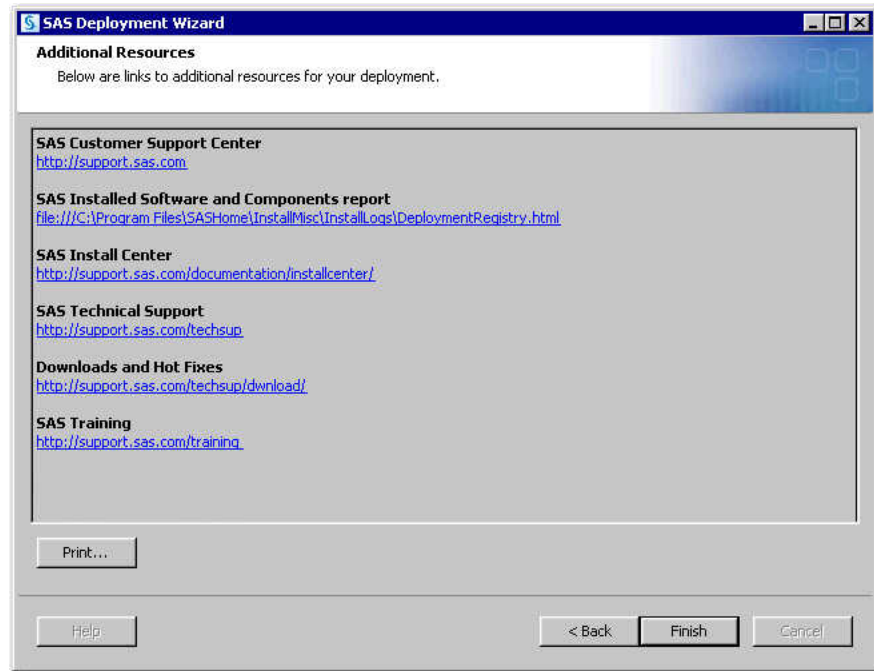 SAS Deployment Wizard
Additional Resources
Below are links to additional resources for your deployment.
SAS Customer Support Center
http://support.sas.com
SAS Installed Software and Components report
file:///C:\Program Files\SASHome\InstallMisc\InstallLogs\DeploymentRegistry.html
SAS Install Center
http://support.sas.com/documentation/installcenter/
SAS Technical Support
http://support.sas.com/techsup
Downloads and Hot Fixes
http://support.sas.com/techsup/dwnload/
SAS Training
http://support.sas.com/training
Print...
Help
< Back
Finish
Cancel